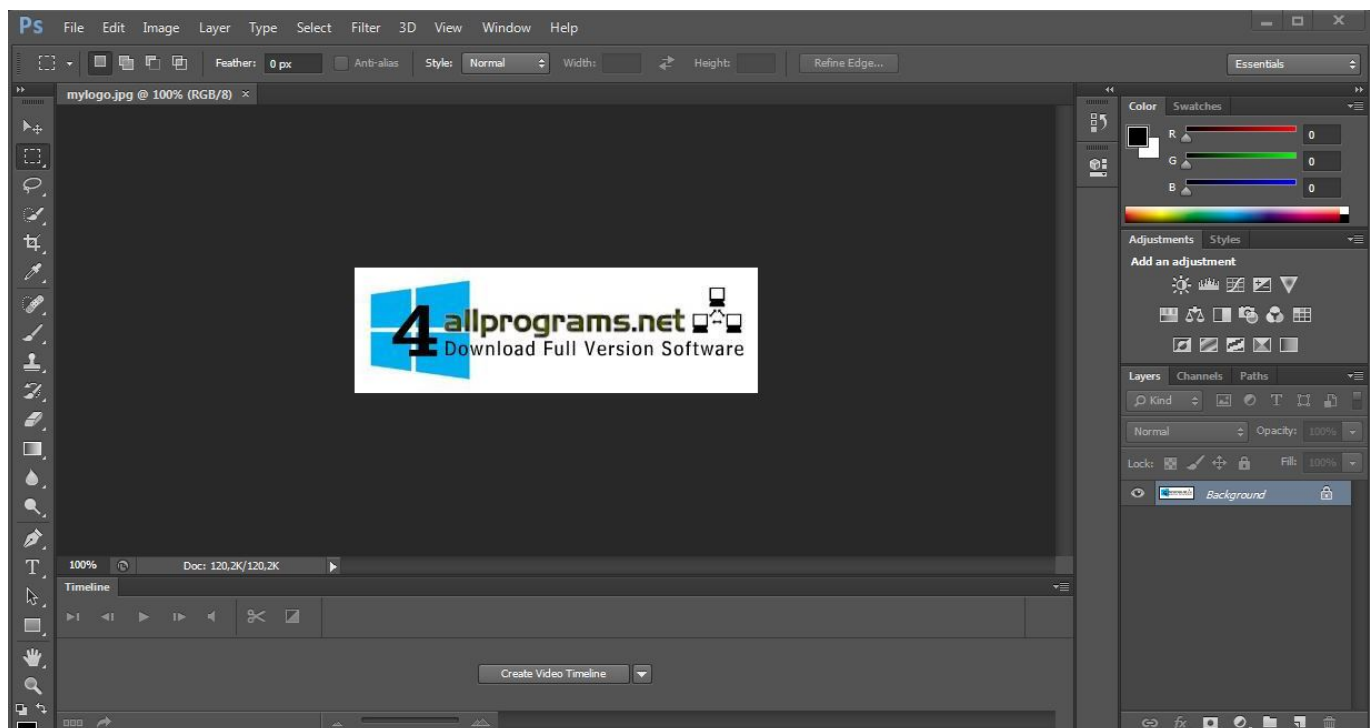 Ps File Edit Image Layer Type Select Filter 3D View Window Help
Feather: 0 px Anti-alias Style: Normal Width: Height: Refine Edge... Essentials
mylogo.jpg @ 100% (RGB/8) ×
Color Swatches
R 0
G 0
B 0
Adjustments Styles
Add an adjustment
4 allprograms.net
Download Full Version Software
Layers Channels Paths
Kind T
Normal Opacity: 100%
Lock: Fill: 100%
Background
100% Doc: 120,2K/120,2K
Timeline
Create Video Timeline
T
fx